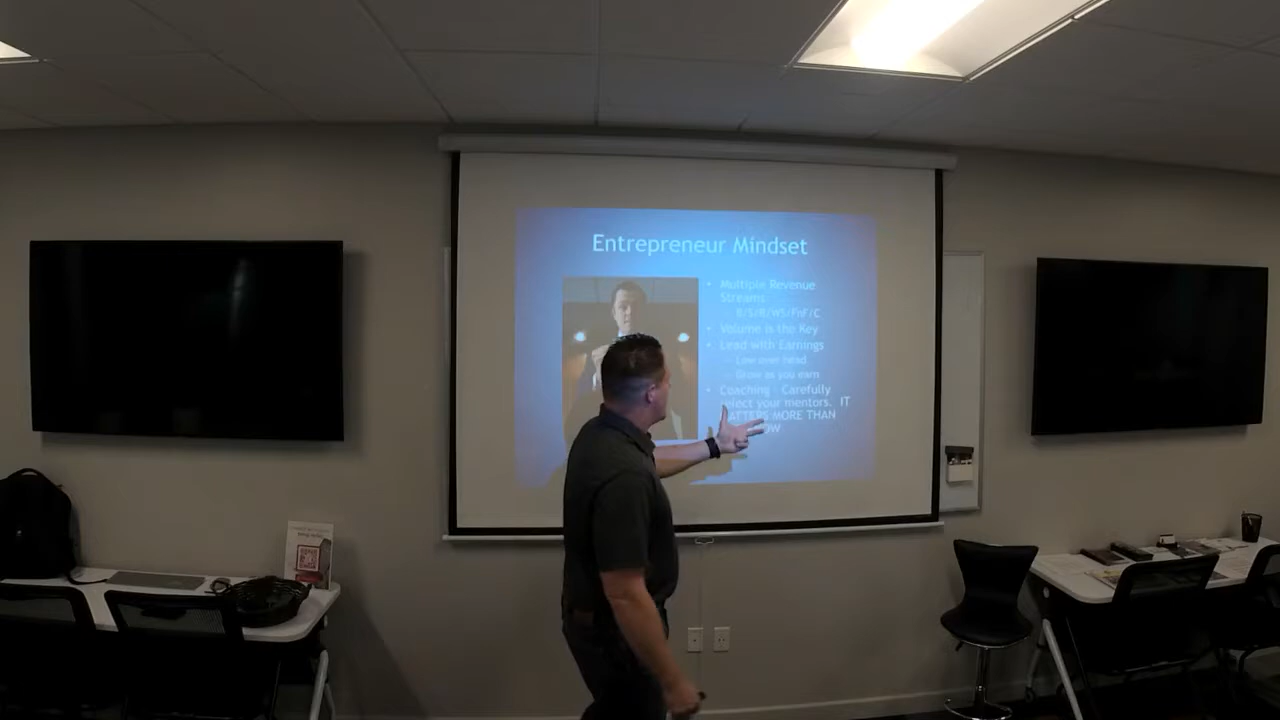 Entrepreneur Mindset
• Multiple Revenue
Streams
• Volume is the Key
• Lead with Earnings
– Low over head
– Grow as you earn
• Coaching – Carefully
select your mentors. IT
MORE THAN